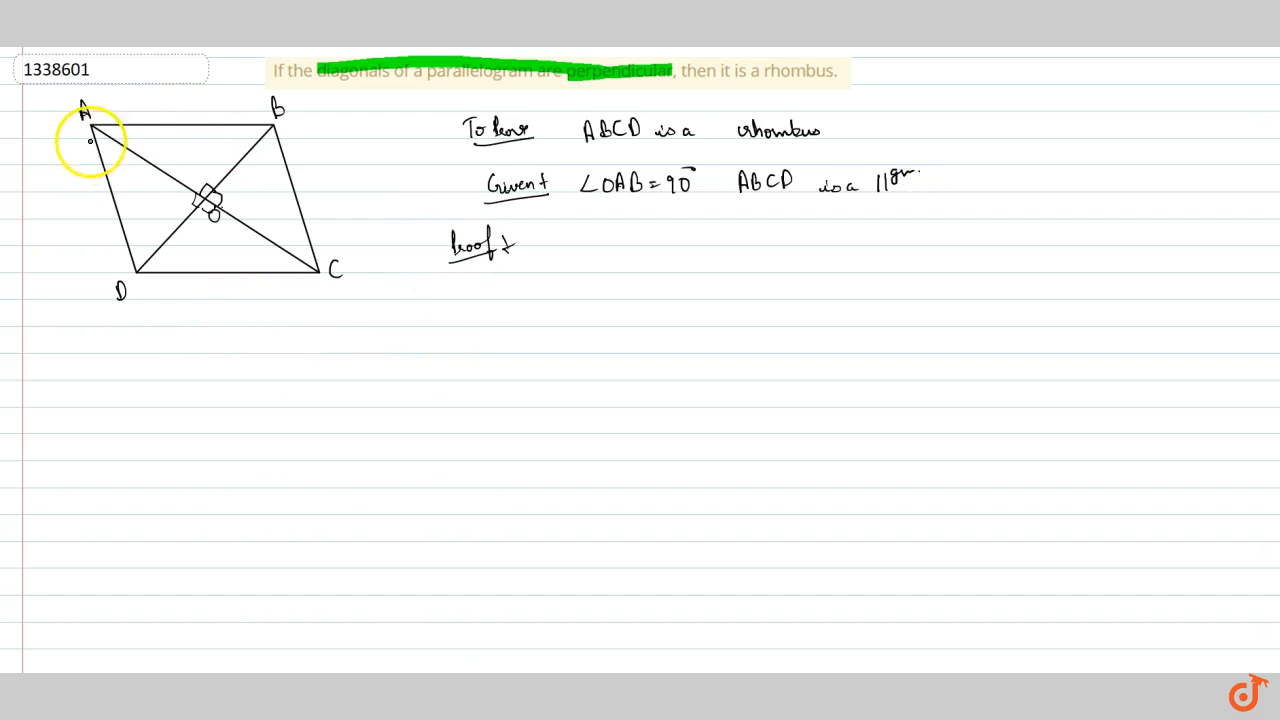 1338601
If the diagonals of a parallelogram are perpendicular, then it is a rhombus.
A
B
To Prove ABCD is a rhombus
Given ∠OAB = 90° ABCD is a ||gm.
O
Proof
C
D